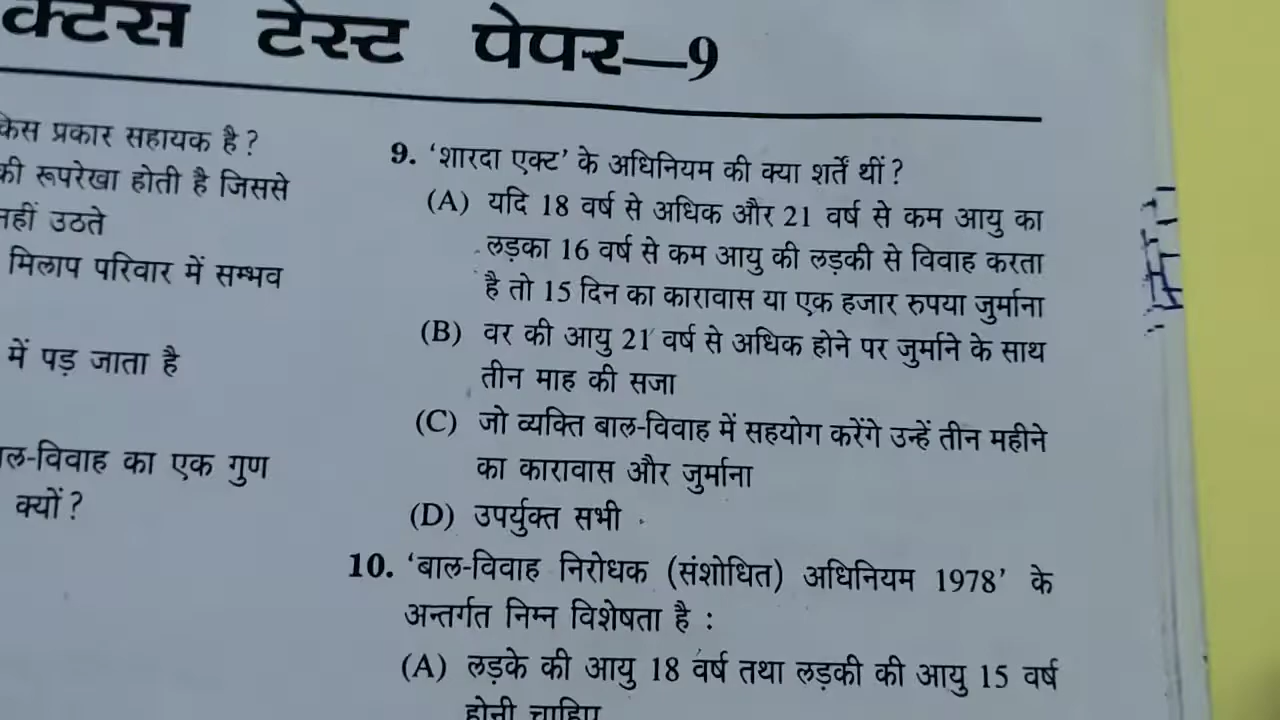 क्टिस टेस्ट पेपर—9
किस प्रकार सहायक है?
की रूपरेखा होती है जिससे
नहीं उठते
मिलाप परिवार में सम्भव
में पड़ जाता है
ल-विवाह का एक गुण
क्यों?
9. ‘शारदा एक्ट’ के अधिनियम की क्या शर्तें थीं?
(A) यदि 18 वर्ष से अधिक और 21 वर्ष से कम आयु का
लड़का 16 वर्ष से कम आयु की लड़की से विवाह करता
है तो 15 दिन का कारावास या एक हजार रुपया जुर्माना
(B) वर की आयु 21 वर्ष से अधिक होने पर जुर्माने के साथ
तीन माह की सजा
(C) जो व्यक्ति बाल-विवाह में सहयोग करेंगे उन्हें तीन महीने
का कारावास और जुर्माना
(D) उपर्युक्त सभी
10. ‘बाल-विवाह निरोधक (संशोधित) अधिनियम 1978’ के
अन्तर्गत निम्न विशेषता है :
(A) लड़के की आयु 18 वर्ष तथा लड़की की आयु 15 वर्ष
होनी चाहिए